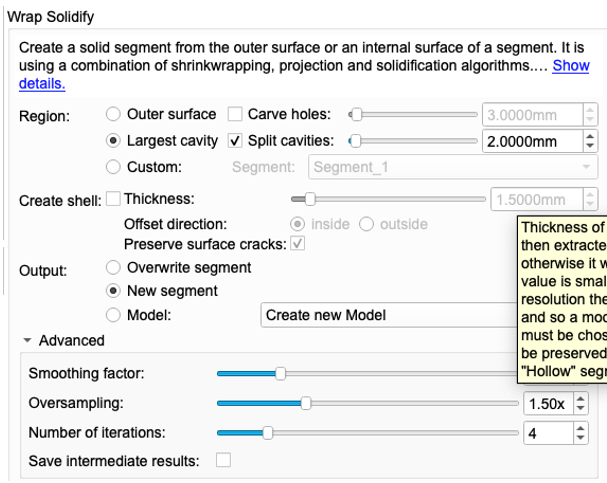 Wrap Solidify
Create a solid segment from the outer surface or an internal surface of a segment. It is
using a combination of shrinkwrapping, projection and solidification algorithms.... Show
details.
Region: Outer surface Carve holes: 3.0000mm
Largest cavity Split cavities: 2.0000mm
Custom: Segment: Segment_1
Create shell: Thickness: 1.5000mm
Offset direction: inside outside
Preserve surface cracks:
Output: Overwrite segment
New segment
Model: Create new Model
Thickness of
then extracte
otherwise it w
value is smal
resolution the
and so a mod
must be chos
be preserved
"Hollow" segr
Advanced
Smoothing factor:
Oversampling: 1.50x
Number of iterations: 4
Save intermediate results: